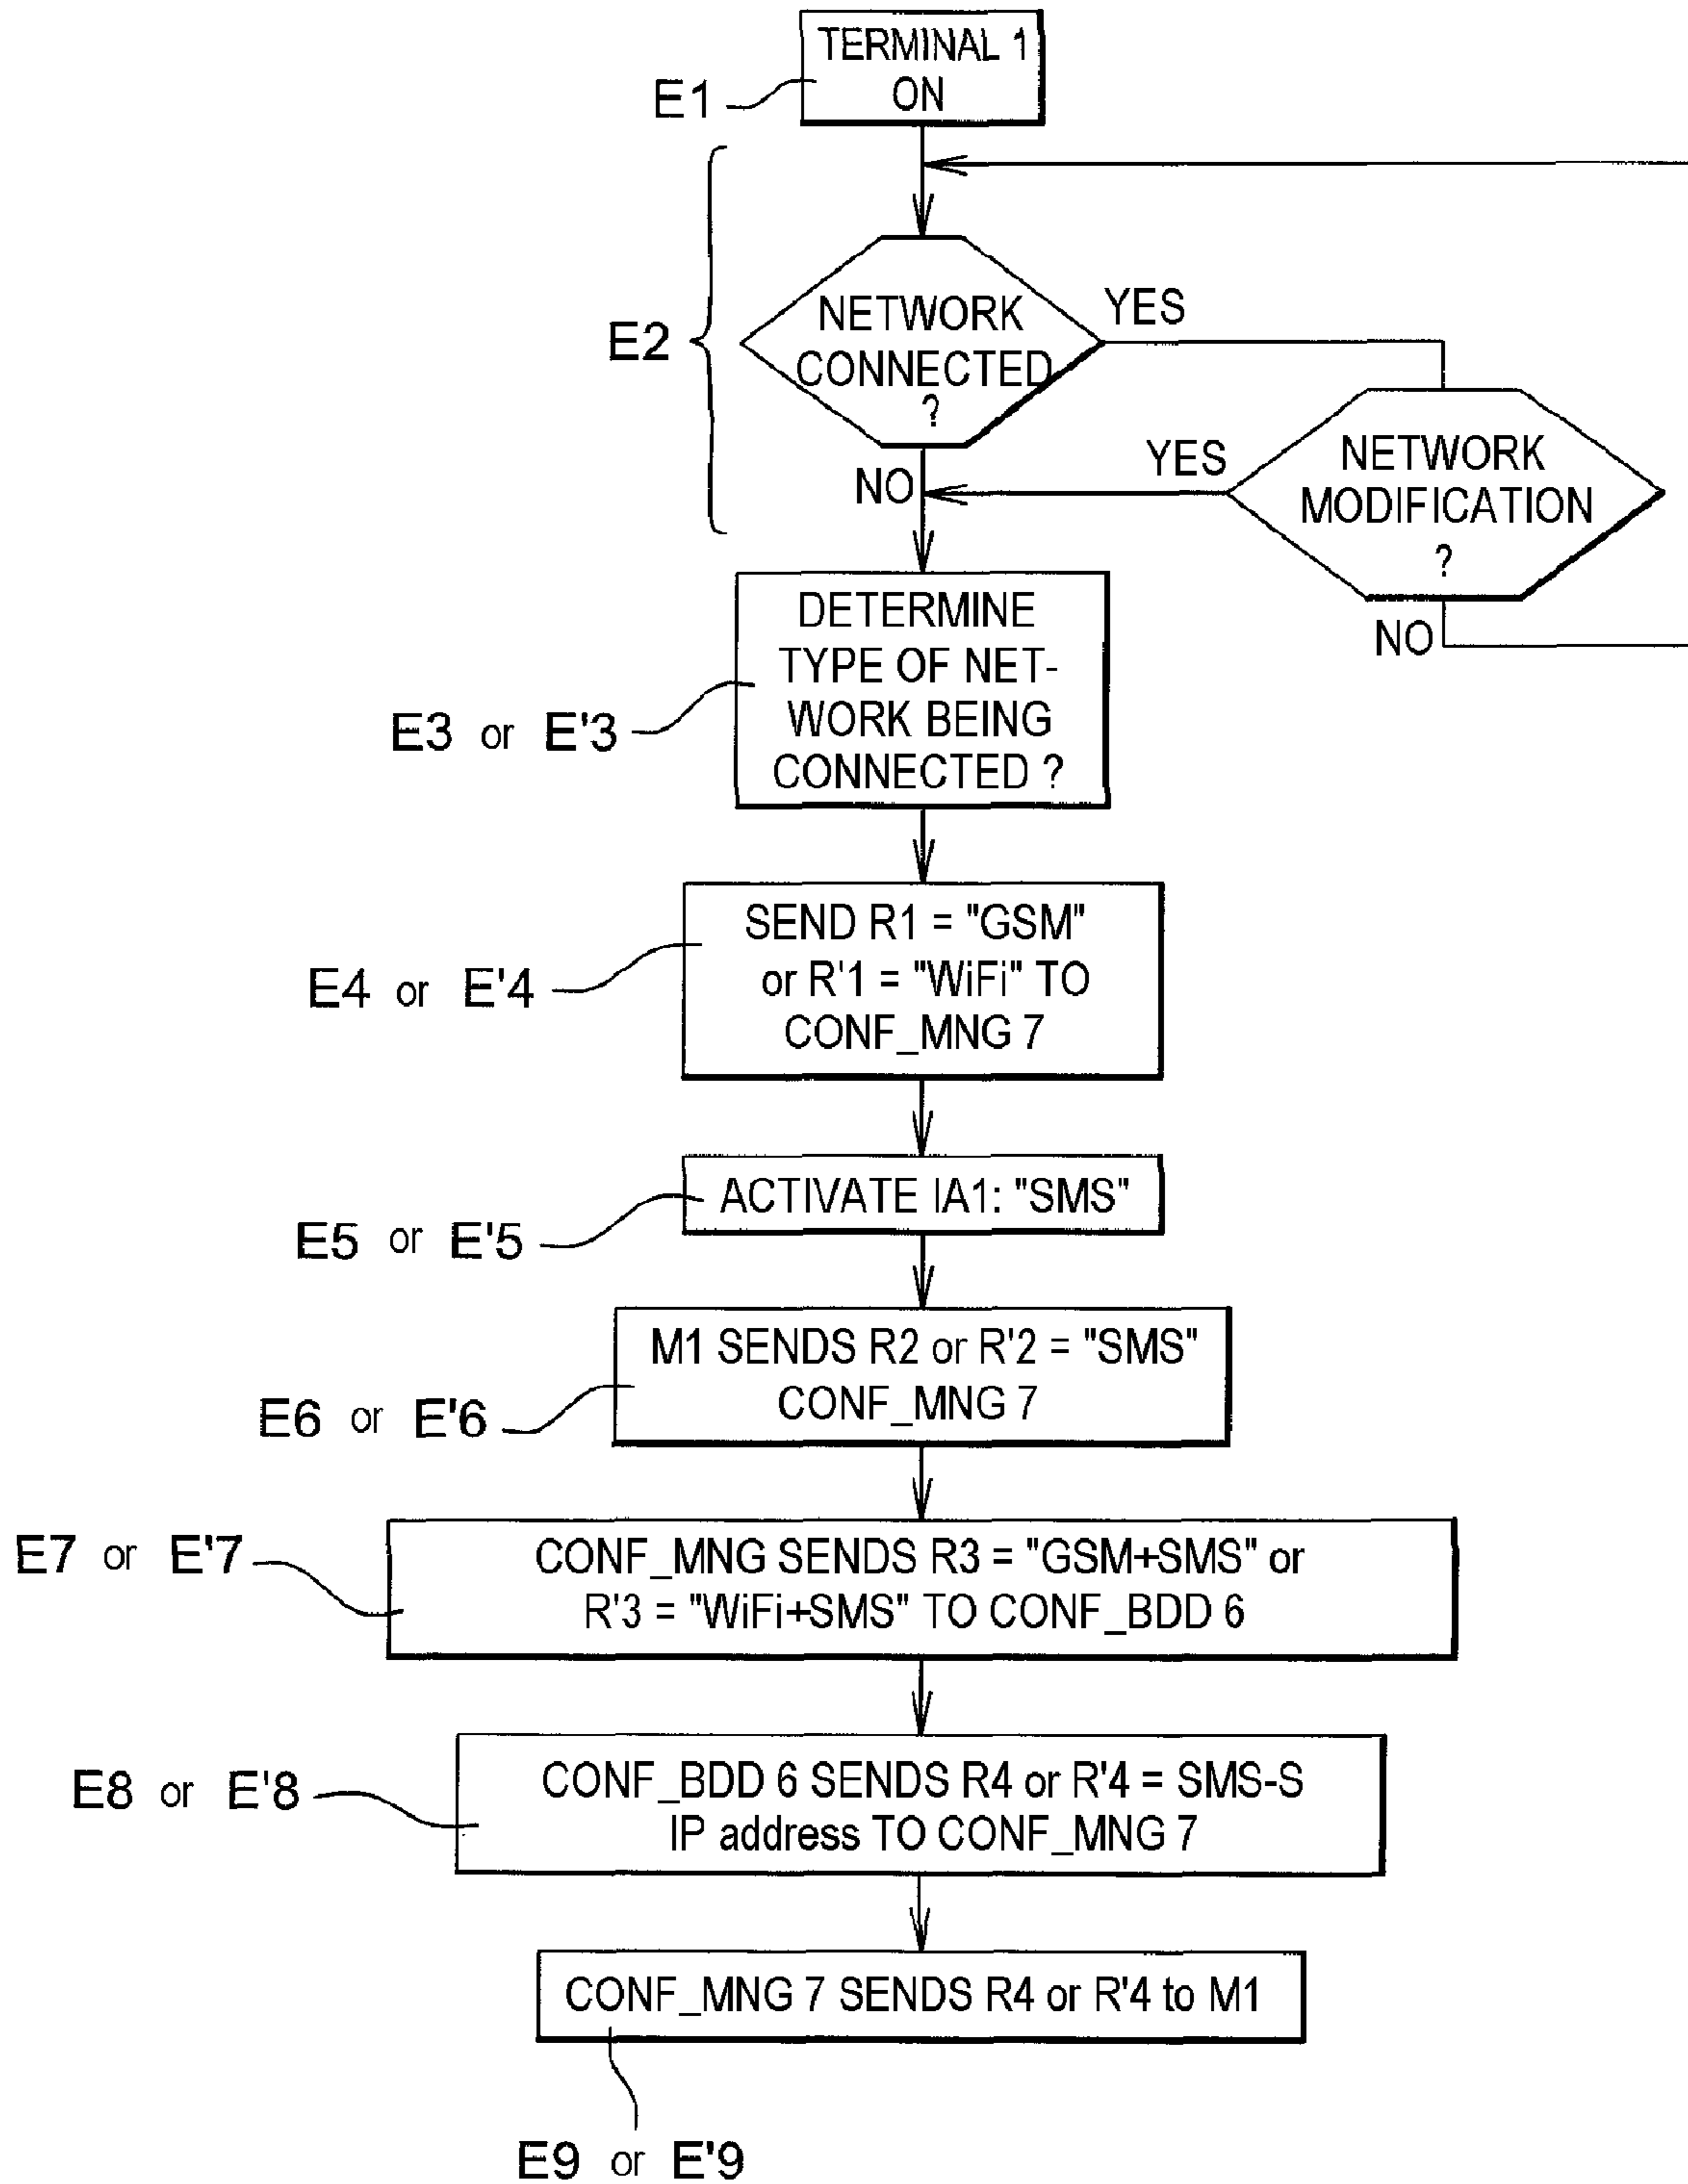 TERMINAL 1
ON
E1
E2
NETWORK
CONNECTED
?
YES
NO
YES
NETWORK
MODIFICATION
?
NO
DETERMINE
TYPE OF NET-
WORK BEING
CONNECTED ?
E3 or E'3
SEND R1 = "GSM"
or R'1 = "WiFi" TO
CONF_MNG 7
E4 or E'4
ACTIVATE IA1: "SMS"
E5 or E'5
M1 SENDS R2 or R'2 = "SMS"
CONF_MNG 7
E6 or E'6
E7 or E'7
CONF_MNG SENDS R3 = "GSM+SMS" or
R'3 = "WiFi+SMS" TO CONF_BDD 6
E8 or E'8
CONF_BDD 6 SENDS R4 or R'4 = SMS-S
IP address TO CONF_MNG 7
CONF_MNG 7 SENDS R4 or R'4 to M1
E9 or E'9